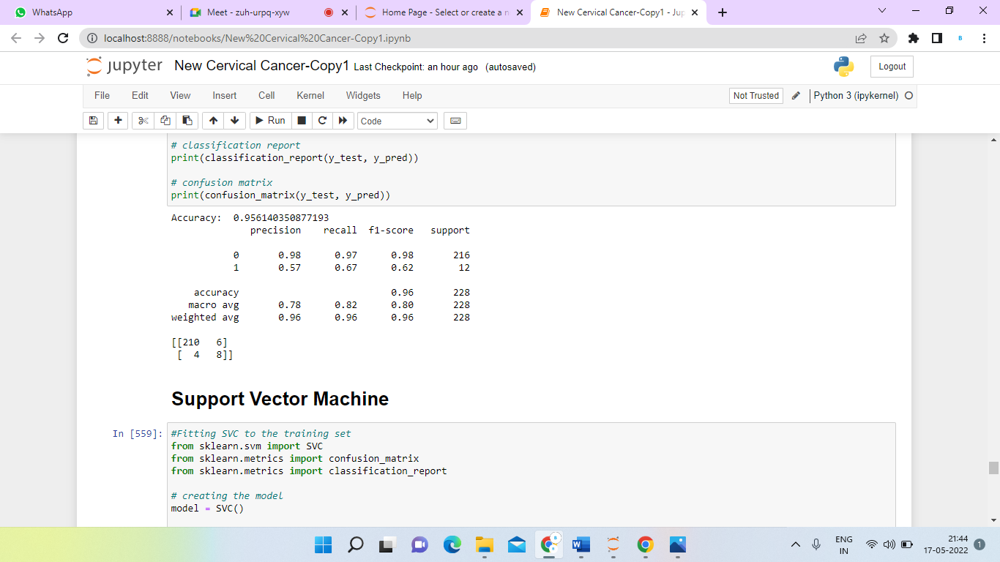 WhatsApp
Meet - zuh-urpq-xyw
Home Page - Select or create a n
New Cervical Cancer-Copy1 - Jup
localhost:8888/notebooks/New%20Cervical%20Cancer-Copy1.ipynb
B
jupyter New Cervical Cancer-Copy1 Last Checkpoint: an hour ago (autosaved)
Logout
File Edit View Insert Cell Kernel Widgets Help
Not Trusted
Python 3 (ipykernel)
Run
Code
# classification report
print(classification_report(y_test, y_pred))
# confusion matrix
print(confusion_matrix(y_test, y_pred))
Accuracy: 0.956140350877193
precision recall f1-score support
0 0.98 0.97 0.98 216
1 0.57 0.67 0.62 12
accuracy 0.96 228
macro avg 0.78 0.82 0.80 228
weighted avg 0.96 0.96 0.96 228
[[210 6]
[ 4 8]]
Support Vector Machine
In [559]:
#Fitting SVC to the training set
from sklearn.svm import SVC
from sklearn.metrics import confusion_matrix
from sklearn.metrics import classification_report
# creating the model
model = SVC()
ENG
IN
21:44
17-05-2022
1